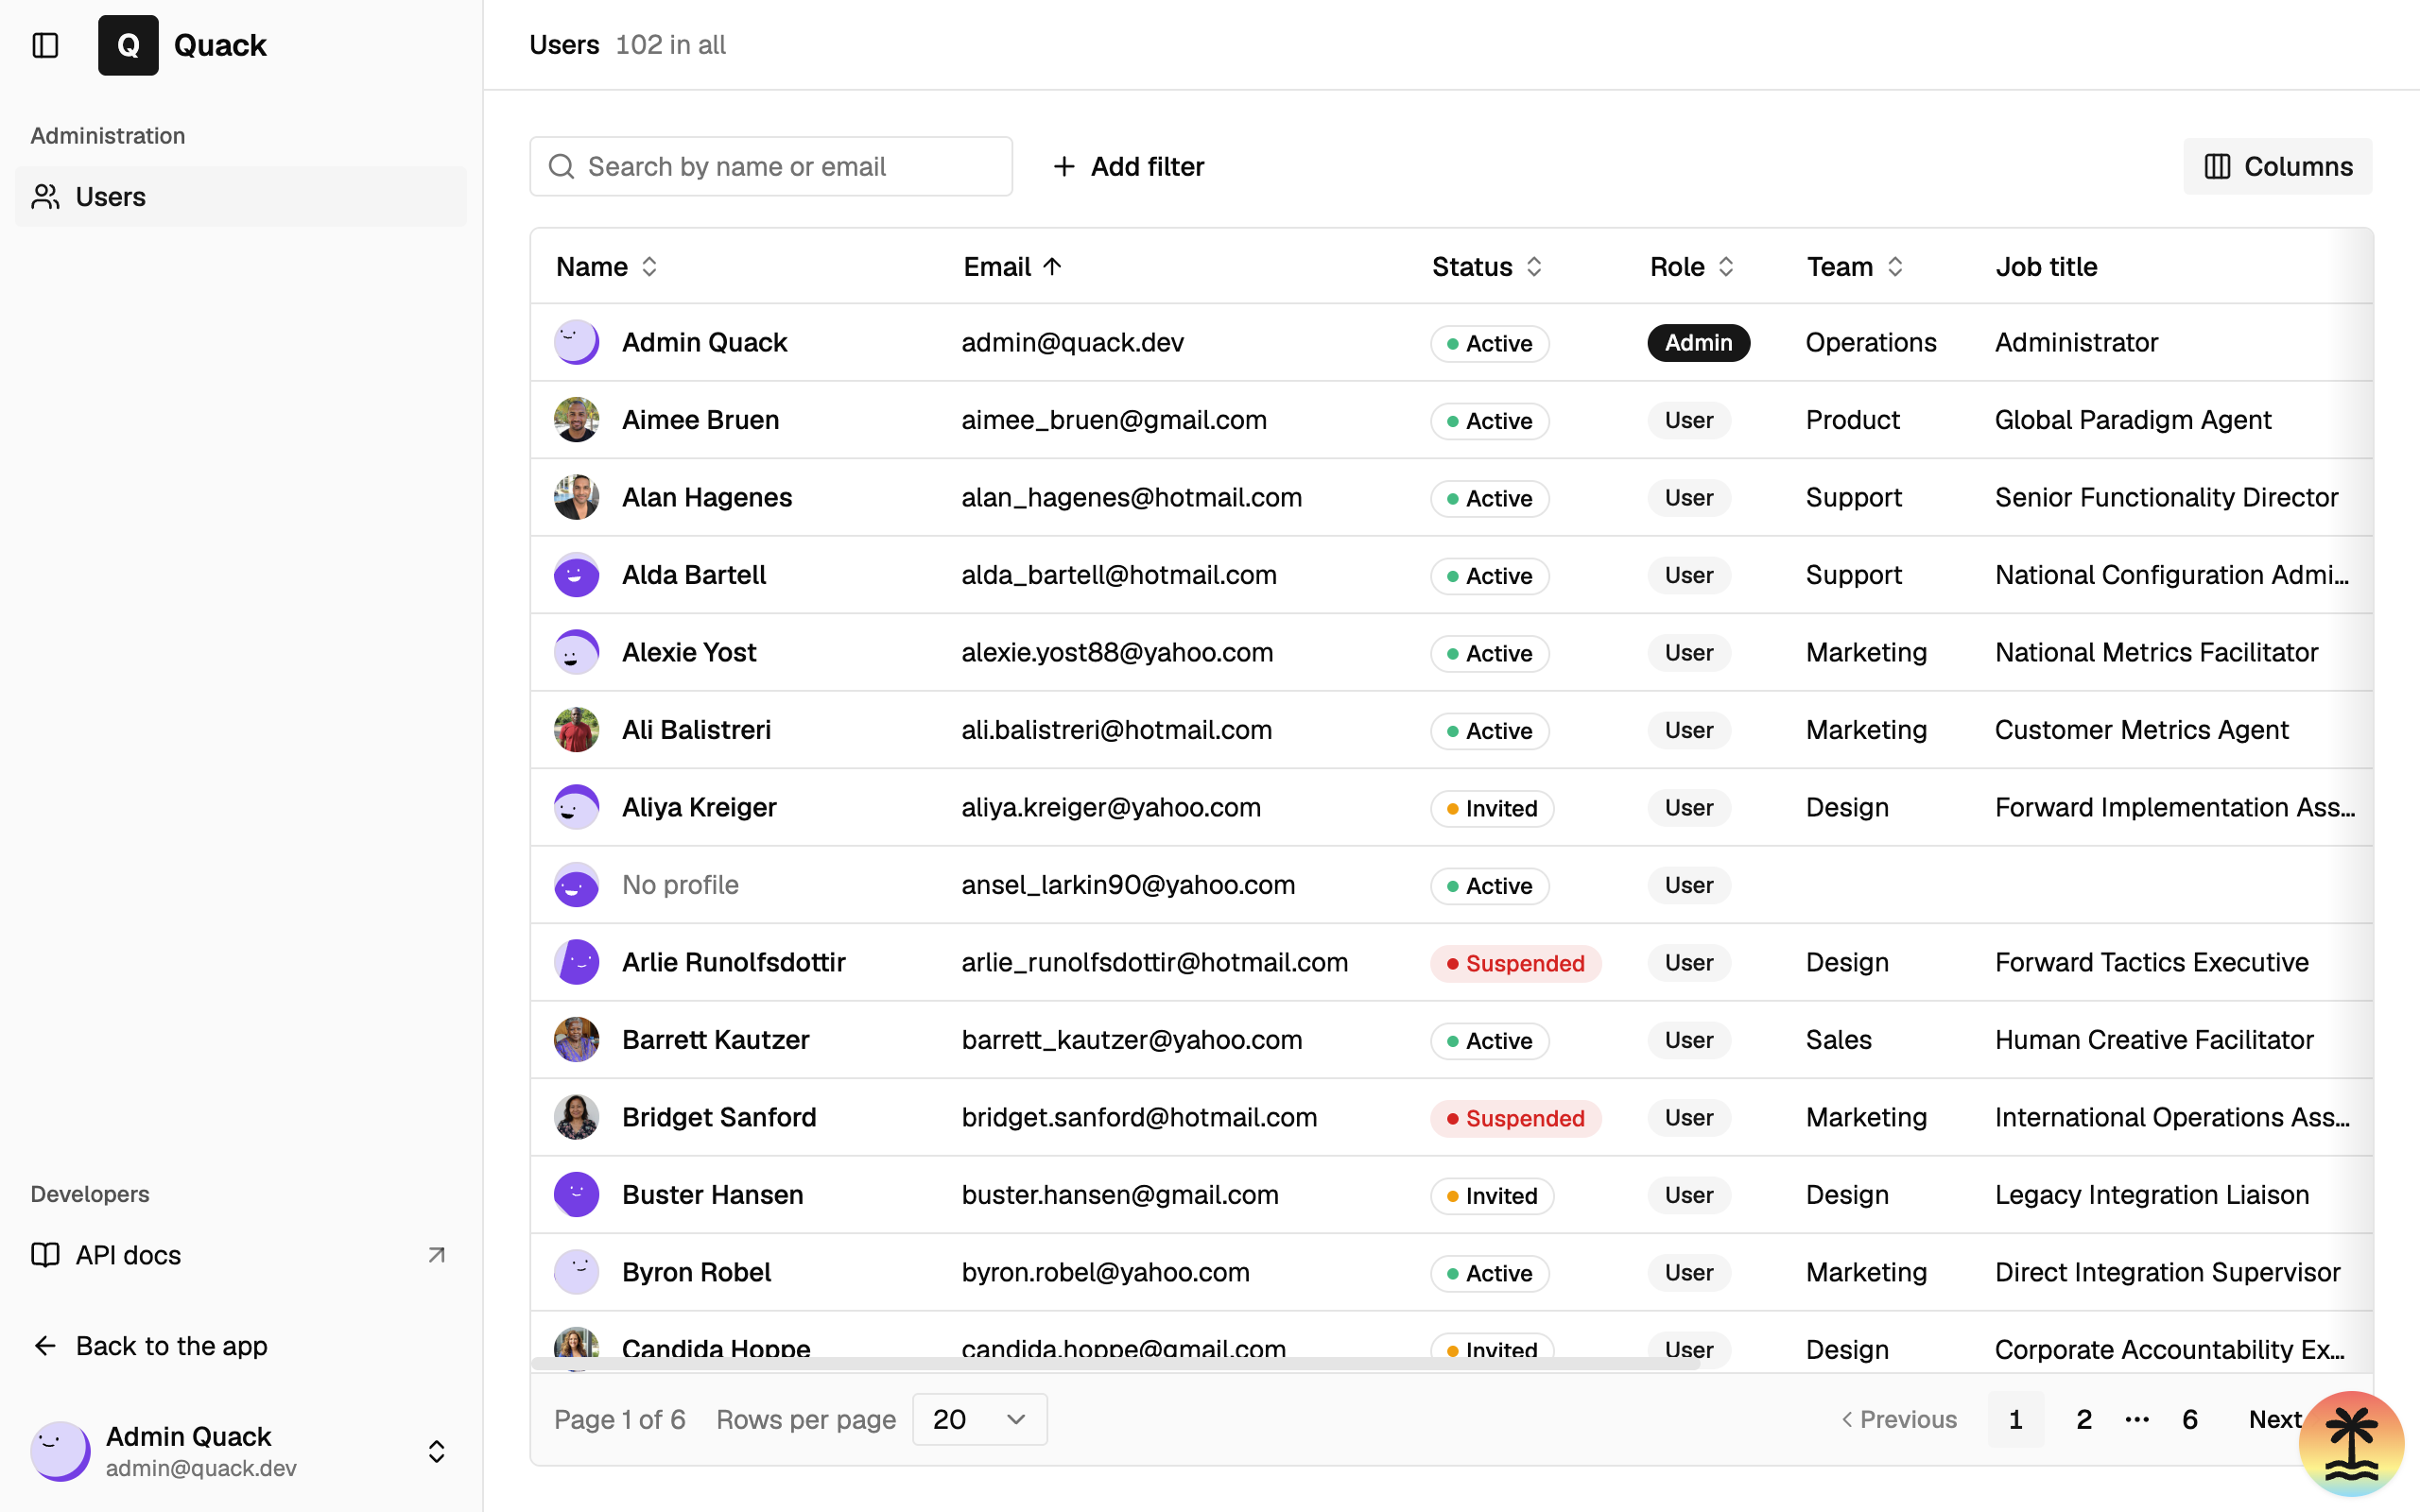 Q Quack
Administration
Users
Developers
API docs
Back to the app
Admin Quack
admin@quack.dev
Users 102 in all
Search by name or email
Add filter
Columns
Name Email Status Role Team Job title
Admin Quack admin@quack.dev Active Admin Operations Administrator
Aimee Bruen aimee_bruen@gmail.com Active User Product Global Paradigm Agent
Alan Hagenes alan_hagenes@hotmail.com Active User Support Senior Functionality Director
Alda Bartell alda_bartell@hotmail.com Active User Support National Configuration Admi...
Alexie Yost alexie.yost88@yahoo.com Active User Marketing National Metrics Facilitator
Ali Balistreri ali.balistreri@hotmail.com Active User Marketing Customer Metrics Agent
Aliya Kreiger aliya.kreiger@yahoo.com Invited User Design Forward Implementation Ass...
No profile ansel_larkin90@yahoo.com Active User
Arlie Runolfsdottir arlie_runolfsdottir@hotmail.com Suspended User Design Forward Tactics Executive
Barrett Kautzer barrett_kautzer@yahoo.com Active User Sales Human Creative Facilitator
Bridget Sanford bridget.sanford@hotmail.com Suspended User Marketing International Operations Ass...
Buster Hansen buster.hansen@gmail.com Invited User Design Legacy Integration Liaison
Byron Robel byron.robel@yahoo.com Active User Marketing Direct Integration Supervisor
Candida Hoppe candida.hoppe@gmail.com Invited User Design Corporate Accountability Ex...
Page 1 of 6 Rows per page 20 Previous 1 2 ... 6 Next